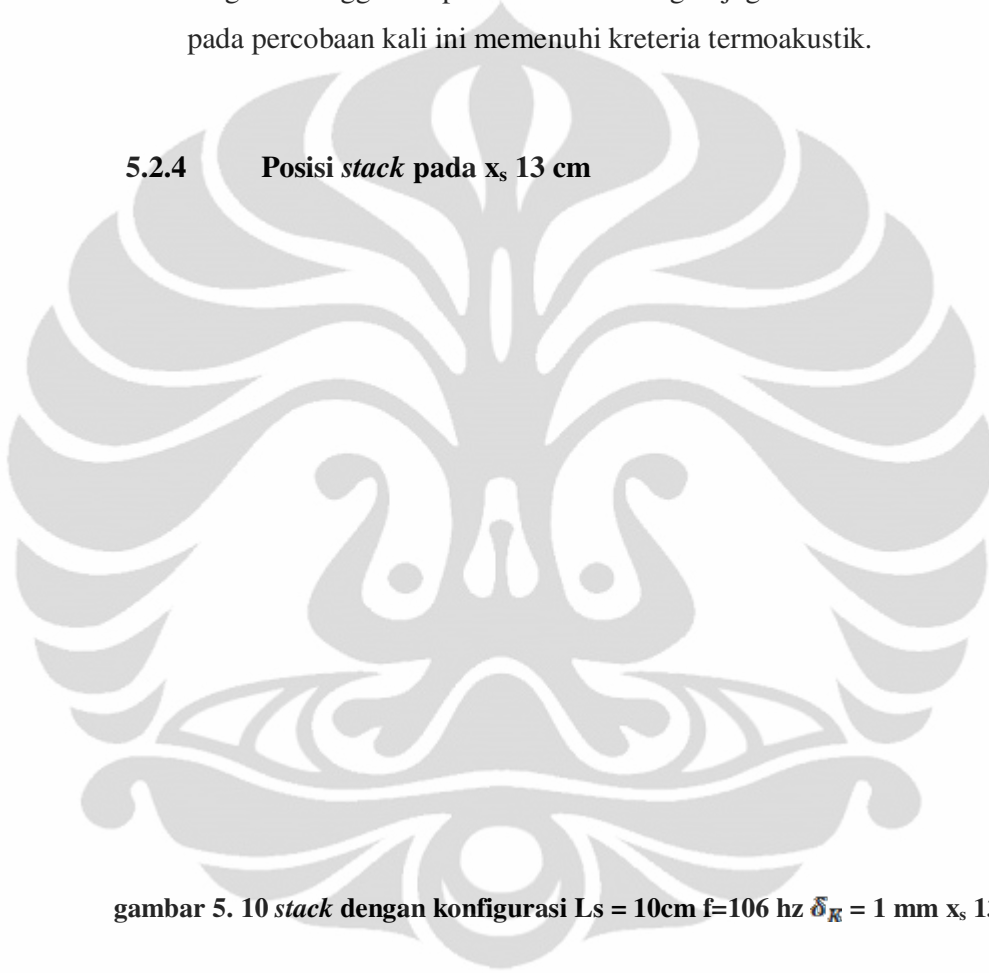 pada percobaan kali ini memenuhi kreteria termoakustik.
5.2.4 Posisi stack pada xs 13 cm
gambar 5. 10 stack dengan konfigurasi Ls = 10cm f=106 hz δK = 1 mm xs